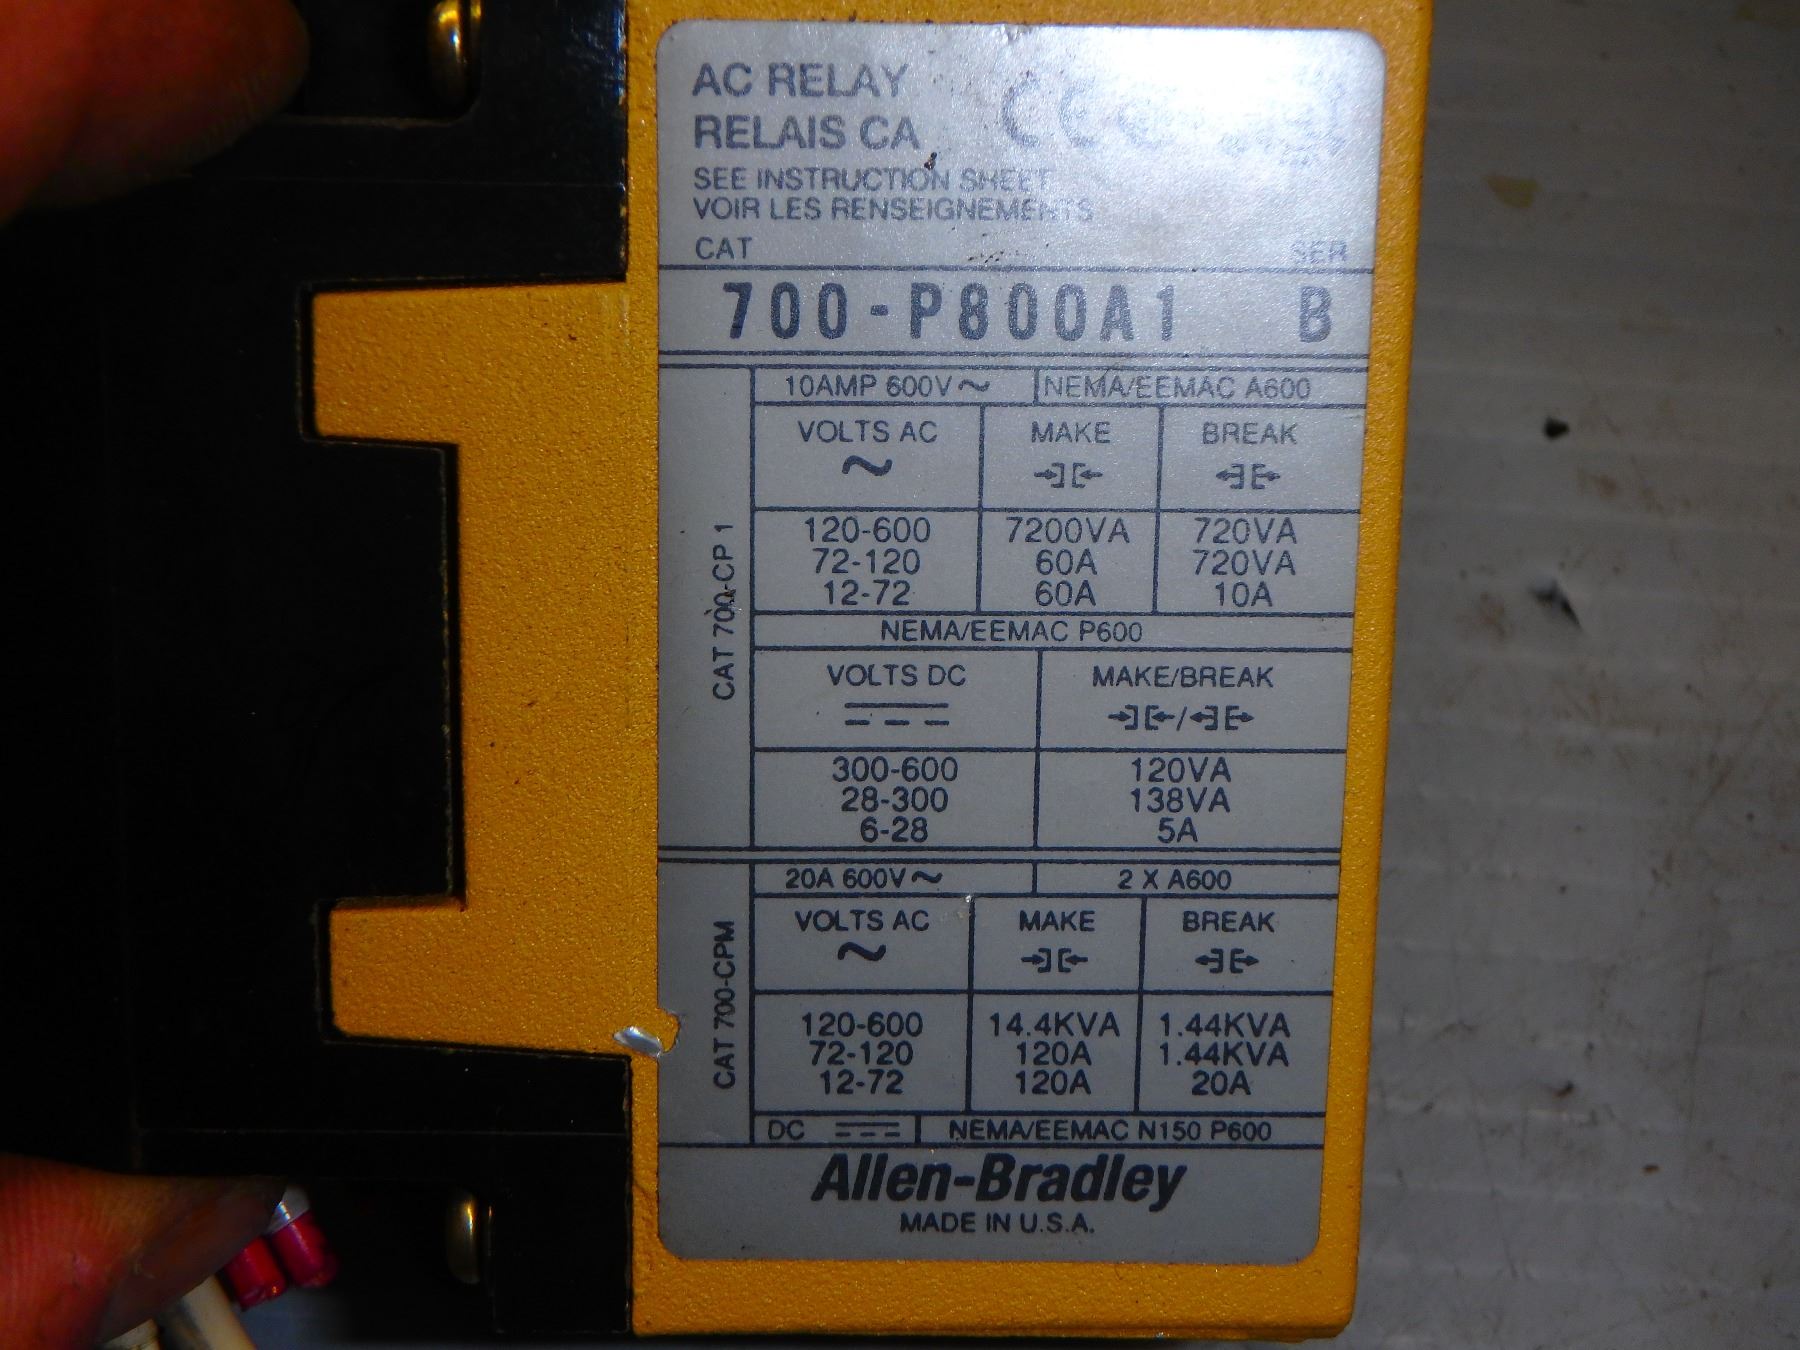 AC RELAY
RELAIS CA
SEE INSTRUCTION SHEET
VOIR LES RENSEIGNEMENTS
CAT SER
700-P800A1 B
CAT 700-CP 1
10AMP 600V~ NEMA/EEMAC A600
VOLTS AC MAKE BREAK
~
120-600 7200VA 720VA
72-120 60A 720VA
12-72 60A 10A
NEMA/EEMAC P600
VOLTS DC MAKE/BREAK
/
300-600 120VA
28-300 138VA
6-28 5A
CAT 700-CPM
20A 600V~ 2 X A600
VOLTS AC MAKE BREAK
~
120-600 14.4KVA 1.44KVA
72-120 120A 1.44KVA
12-72 120A 20A
DC NEMA/EEMAC N150 P600
Allen-Bradley
MADE IN U.S.A.